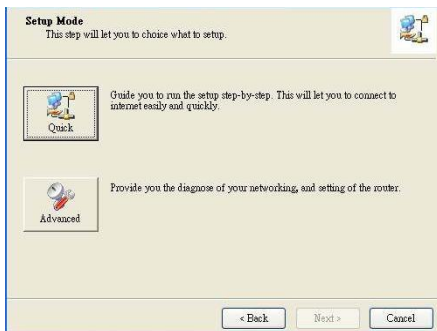 Setup Mode
This step will let you to choice what to setup.
Guide you to run the setup step-by-step. This will let you to connect to
internet easily and quickly.
Quick
Provide you the diagnose of your networking, and setting of the router.
Advanced
< Back
Next >
Cancel